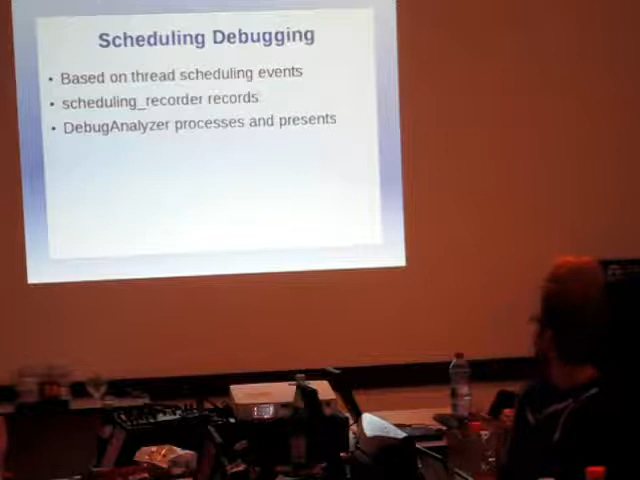 Scheduling Debugging
• Based on thread scheduling events
• scheduling_recorder records
• DebugAnalyzer processes and presents